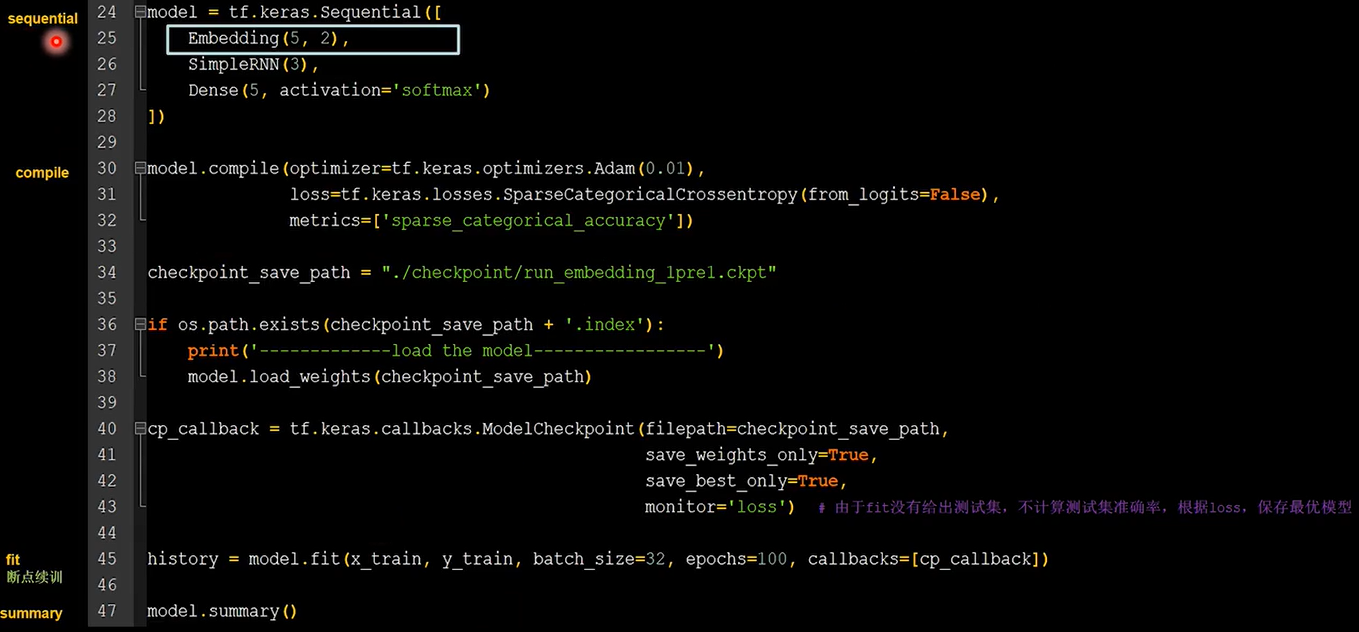 sequential
24 model = tf.keras.Sequential([
25 Embedding(5, 2),
26 SimpleRNN(3),
27 Dense(5, activation='softmax')
28 ])
29
compile
30 model.compile(optimizer=tf.keras.optimizers.Adam(0.01),
31 loss=tf.keras.losses.SparseCategoricalCrossentropy(from_logits=False),
32 metrics=['sparse_categorical_accuracy'])
33
34 checkpoint_save_path = "./checkpoint/run_embedding_1pre1.ckpt"
35
36 if os.path.exists(checkpoint_save_path + '.index'):
37 print('-------------load the model-----------------')
38 model.load_weights(checkpoint_save_path)
39
40 cp_callback = tf.keras.callbacks.ModelCheckpoint(filepath=checkpoint_save_path,
41 save_weights_only=True,
42 save_best_only=True,
43 monitor='loss') # 由于fit没有给出测试集，不计算测试集准确率，根据loss，保存最优模型
44
fit
45 history = model.fit(x_train, y_train, batch_size=32, epochs=100, callbacks=[cp_callback])
断点续训
46
summary
47 model.summary()